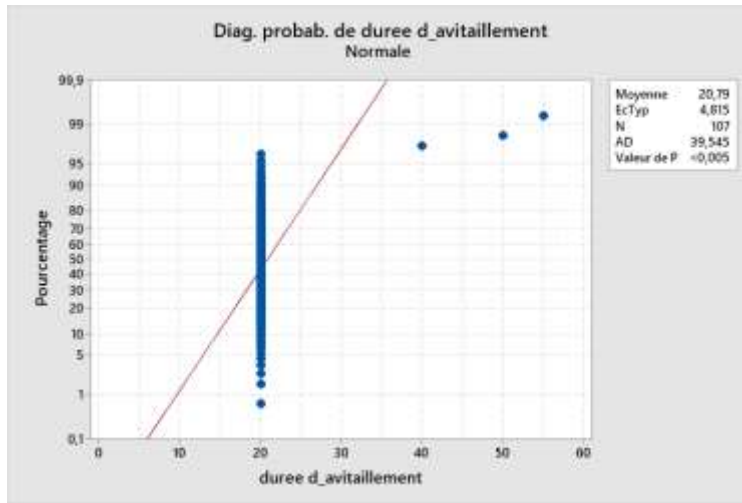 Diag. probab. de duree d_avitaillement
Normale
99,9
99
95
90
80
70
60
50
40
30
20
10
5
1
0,1
Pourcentage
0
10
20
30
40
50
60
duree d_avitaillement
Moyenne 20,79
EcTyp 4,815
N 107
AD 39,545
Valeur de P <0,005